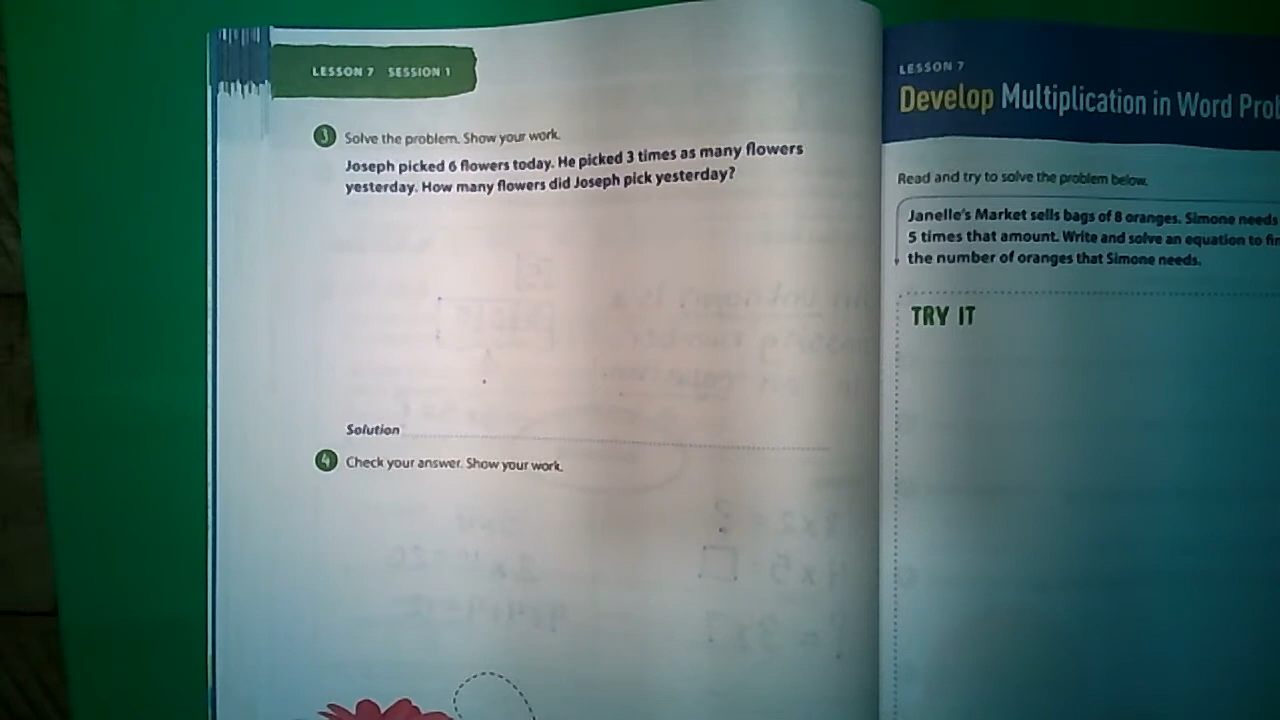 LESSON 7 SESSION 1
3 Solve the problem. Show your work.
Joseph picked 6 flowers today. He picked 3 times as many flowers
yesterday. How many flowers did Joseph pick yesterday?
Solution
4 Check your answer. Show your work.
LESSON 7
Develop Multiplication in Word
Read and try to solve the problem below.
Janelle's Market sells bags of 8 oranges. Simone needs
5 times that amount. Write and solve an equation to
the number of oranges that Simone needs.
TRY IT